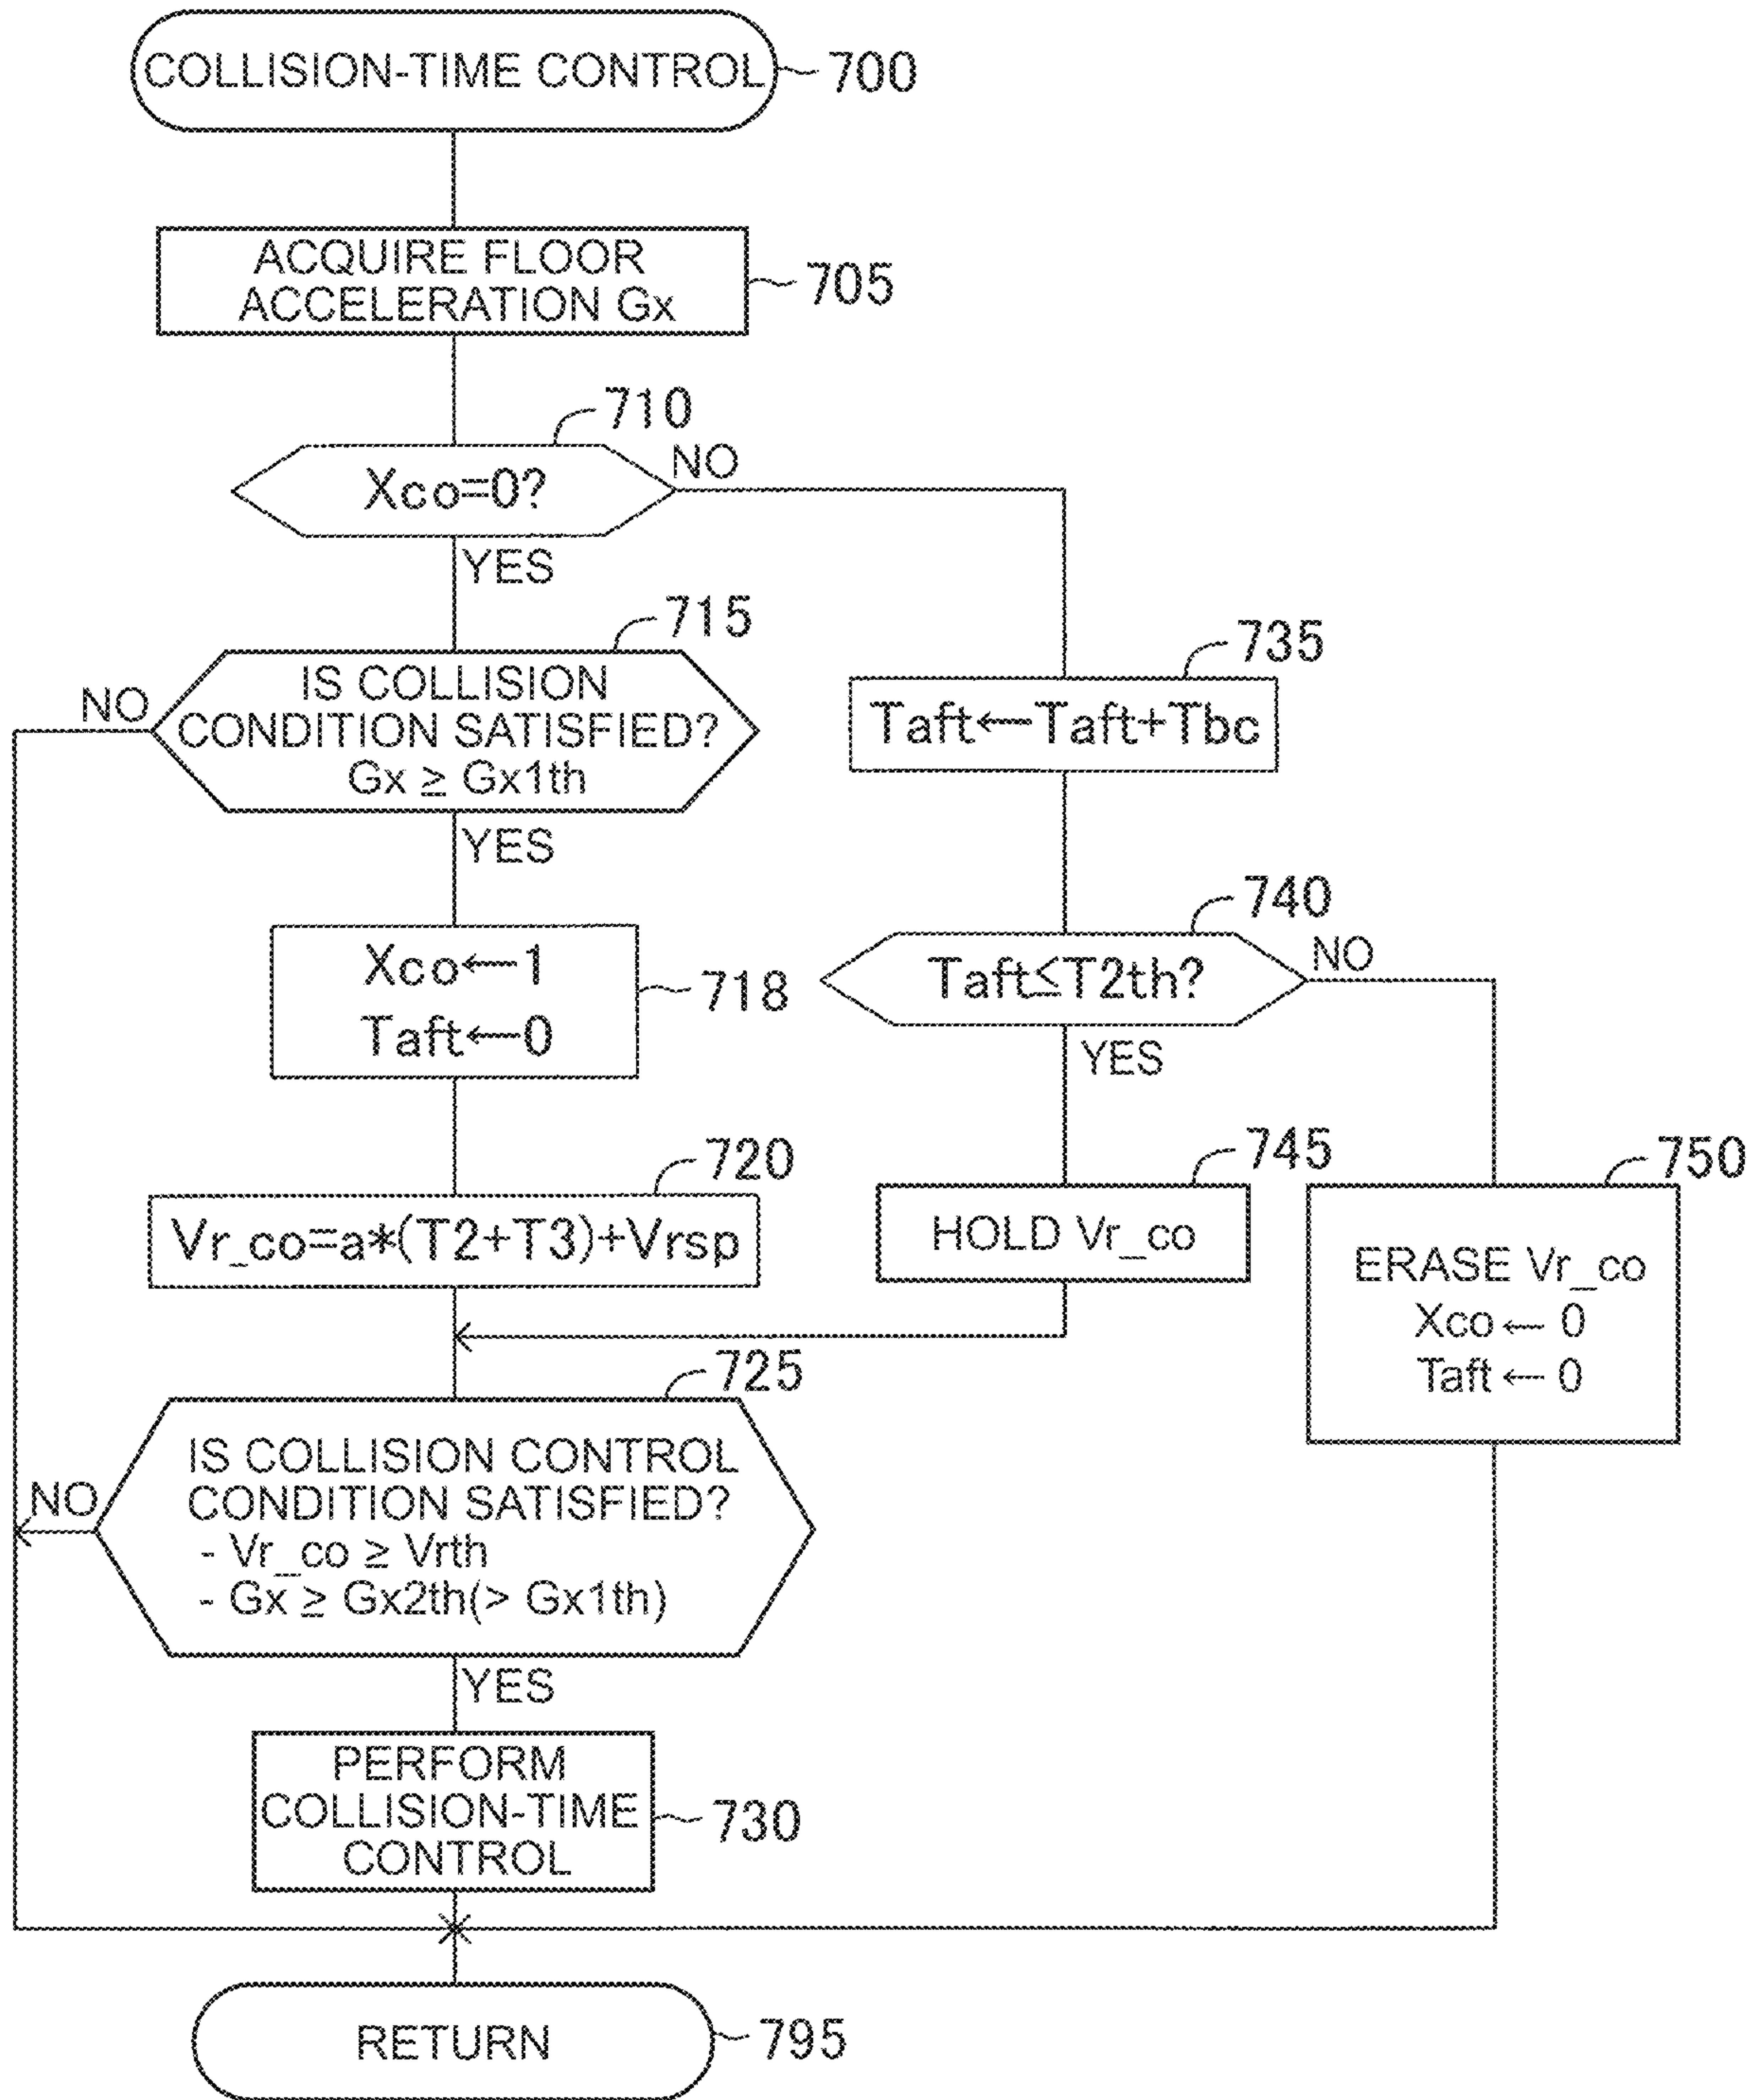 COLLISION-TIME CONTROL
700
ACQUIRE FLOOR
ACCELERATION Gx
705
710
Xco=0?
NO
YES
715
IS COLLISION
CONDITION SATISFIED?
Gx ≥ Gx1th
NO
YES
735
Taft←Taft+Tbc
Xco←1
Taft←0
718
740
Taft≤T2th?
NO
YES
720
Vr_co=a*(T2+T3)+Vrsp
745
HOLD Vr_co
750
ERASE Vr_co
Xco ← 0
Taft ← 0
725
IS COLLISION CONTROL
CONDITION SATISFIED?
- Vr_co ≥ Vrth
- Gx ≥ Gx2th(> Gx1th)
NO
YES
PERFORM
COLLISION-TIME
CONTROL
730
RETURN
795